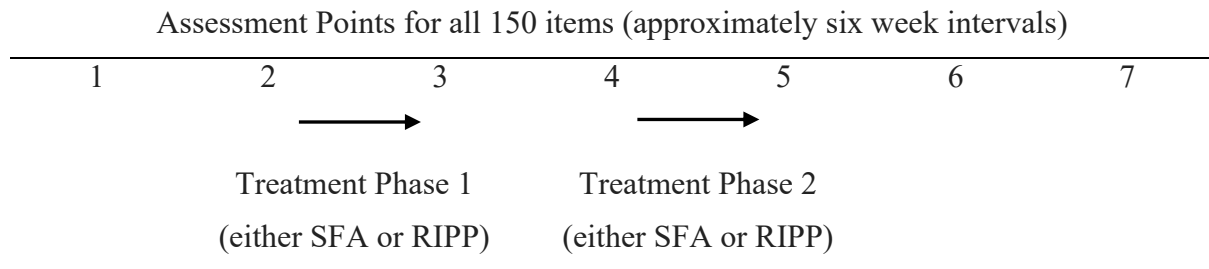 Assessment Points for all 150 items (approximately six week intervals)
1 2 3 4 5 6 7
Treatment Phase 1 Treatment Phase 2
(either SFA or RIPP) (either SFA or RIPP)